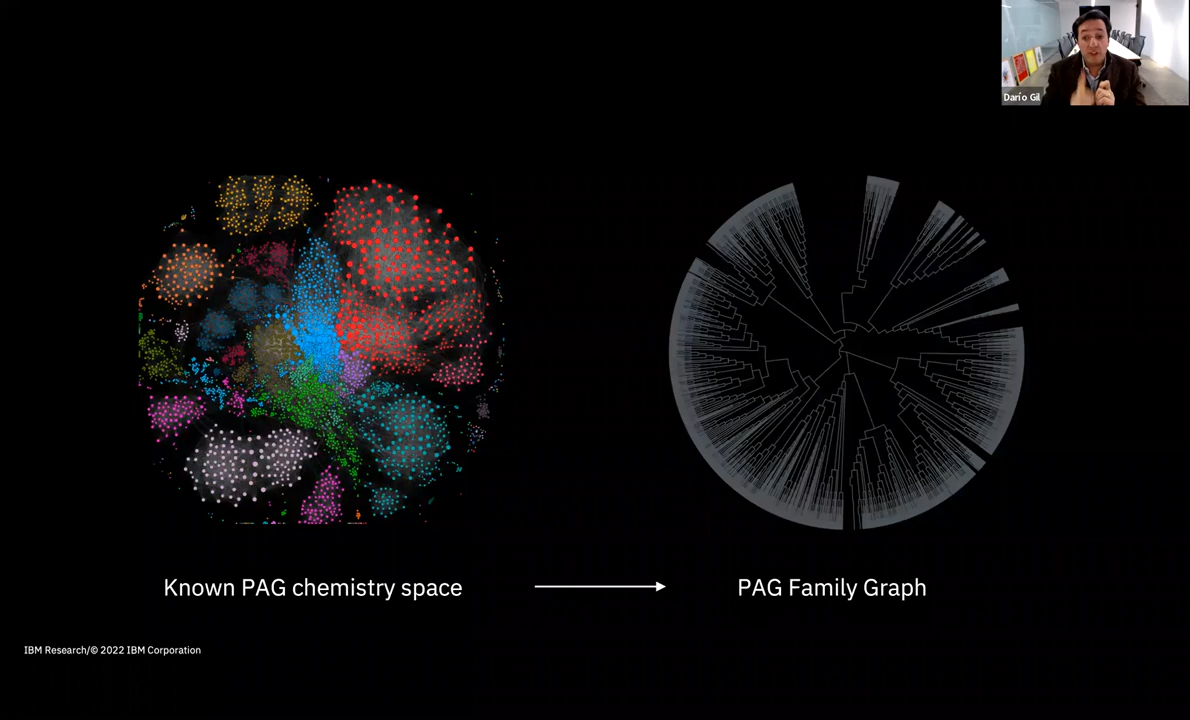 Darío Gil
Known PAG chemistry space
PAG Family Graph
IBM Research/© 2022 IBM Corporation